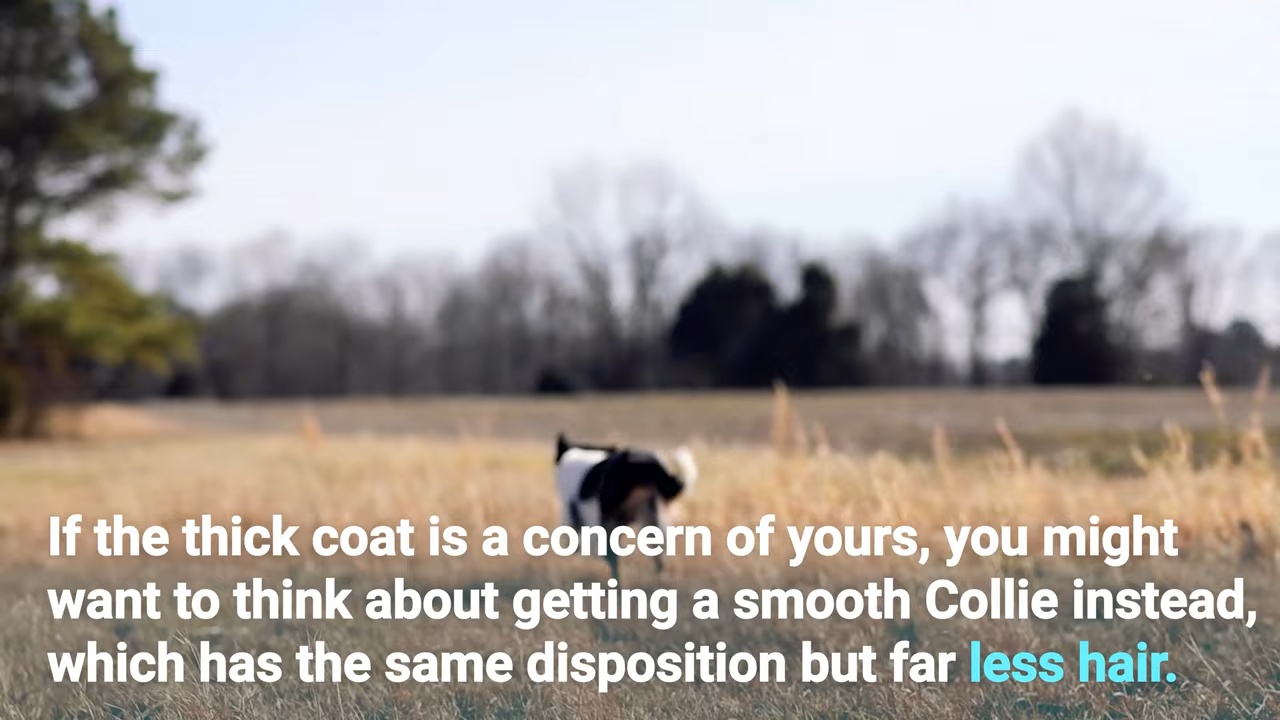 If the thick coat is a concern of yours, you might
want to think about getting a smooth Collie instead,
which has the same disposition but far less hair.